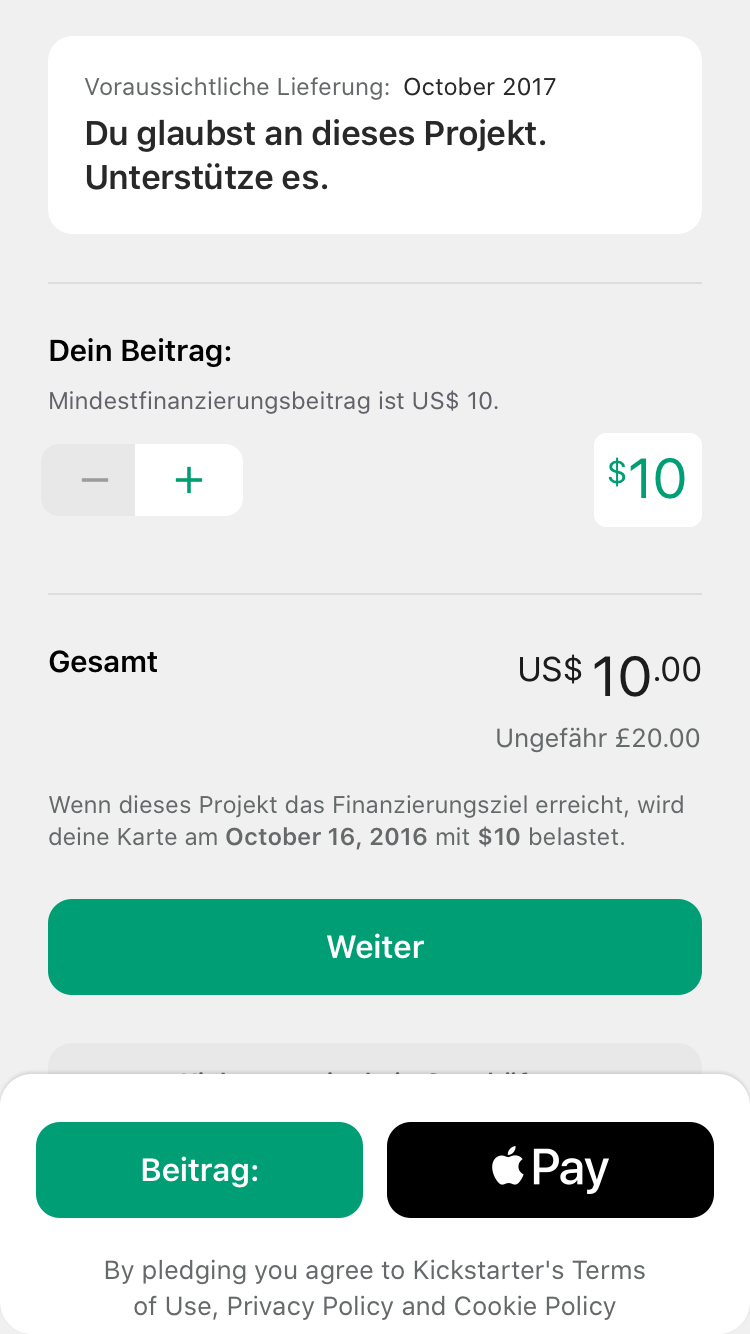 Voraussichtliche Lieferung: October 2017
Du glaubst an dieses Projekt.
Unterstütze es.
Dein Beitrag:
Mindestfinanzierungsbeitrag ist US$ 10.
− +
$10
Gesamt
US$ 10.00
Ungefähr £20.00
Wenn dieses Projekt das Finanzierungsziel erreicht, wird
deine Karte am October 16, 2016 mit $10 belastet.
Weiter
Beitrag:
Pay
By pledging you agree to Kickstarter's Terms
of Use, Privacy Policy and Cookie Policy